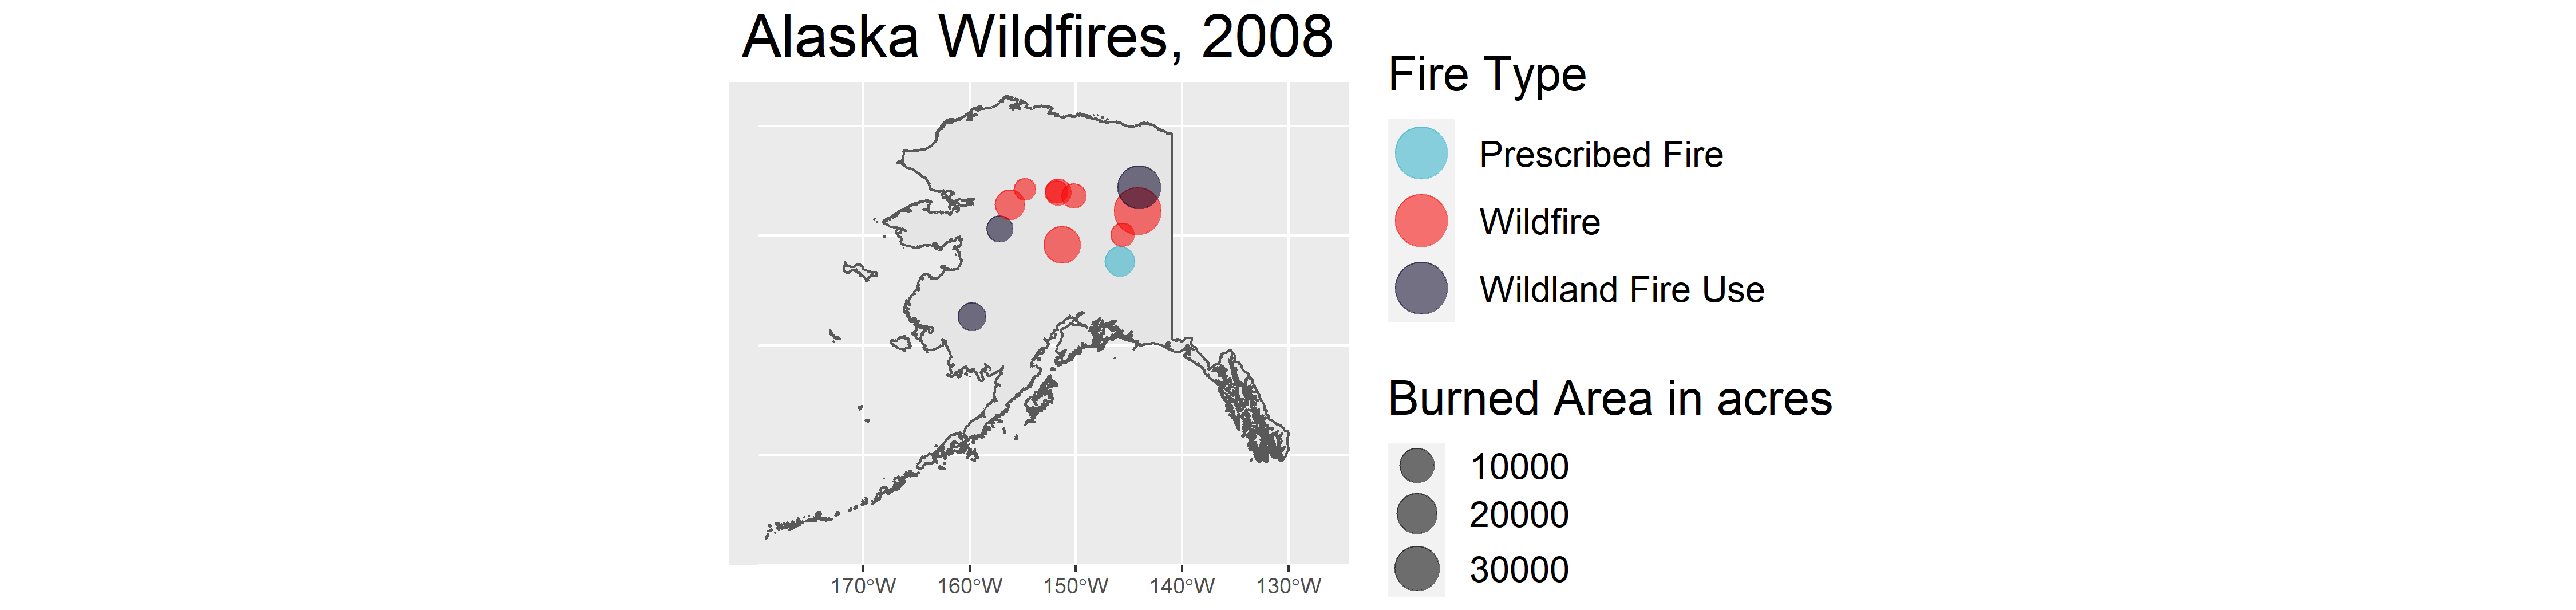 Alaska Wildfires, 2008
Fire Type
Prescribed Fire
Wildfire
Wildland Fire Use
Burned Area in acres
10000
20000
30000
170°W 160°W 150°W 140°W 130°W